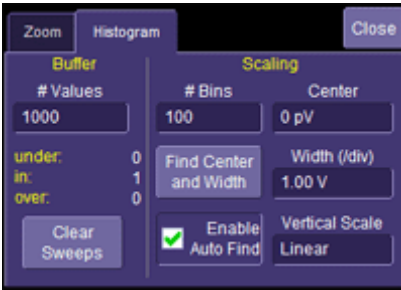 Zoom
Histogram
Close
Buffer
Scaling
# Values
# Bins
Center
1000
100
0 pV
under: 0
in: 1
over: 0
Find Center
and Width
Width (/div)
1.00 V
Clear
Sweeps
Enable
Auto Find
Vertical Scale
Linear